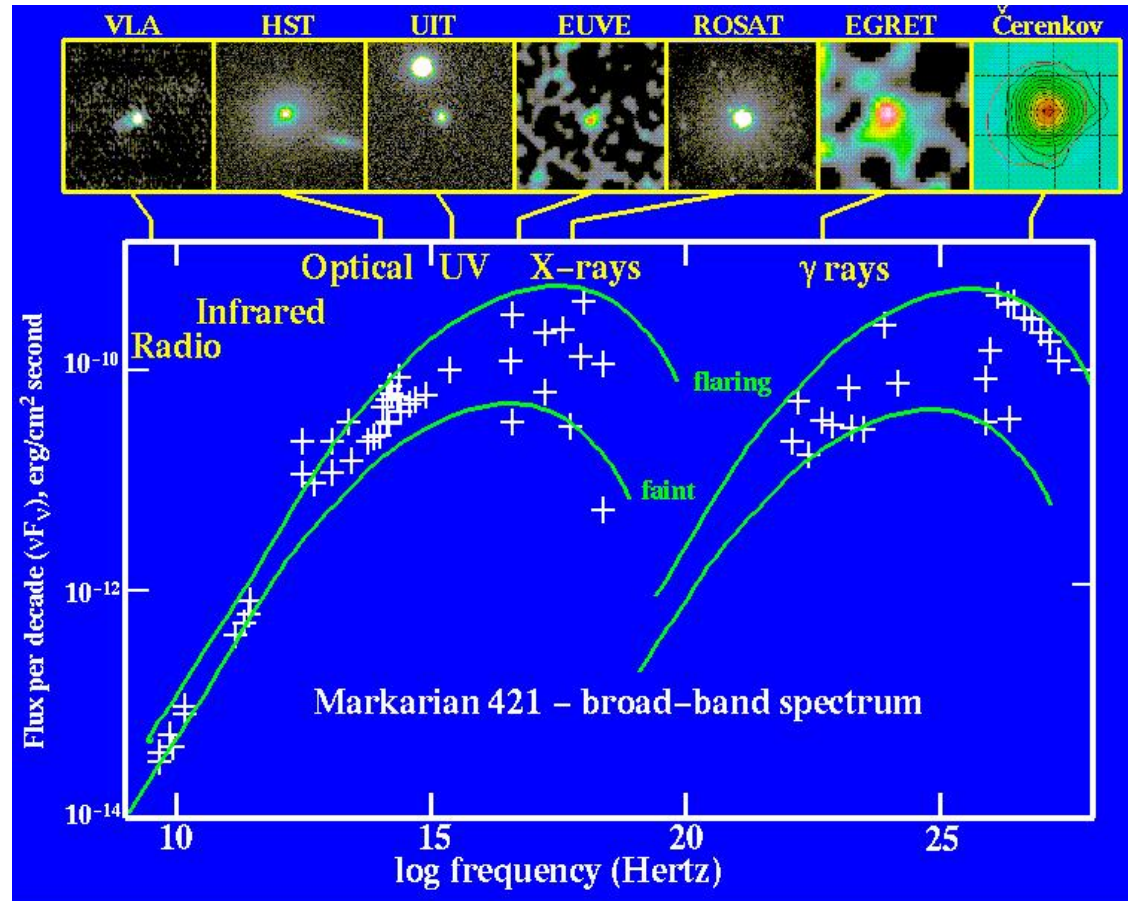 VLA HST UIT EUVE ROSAT EGRET Čerenkov
Optical UV X–rays γ rays
Infrared
Radio
10⁻¹⁰
flaring
faint
10⁻¹²
Flux per decade (νFᵥ), erg/cm² second
Markarian 421 – broad–band spectrum
10⁻¹⁴
10 15 20 25
log frequency (Hertz)